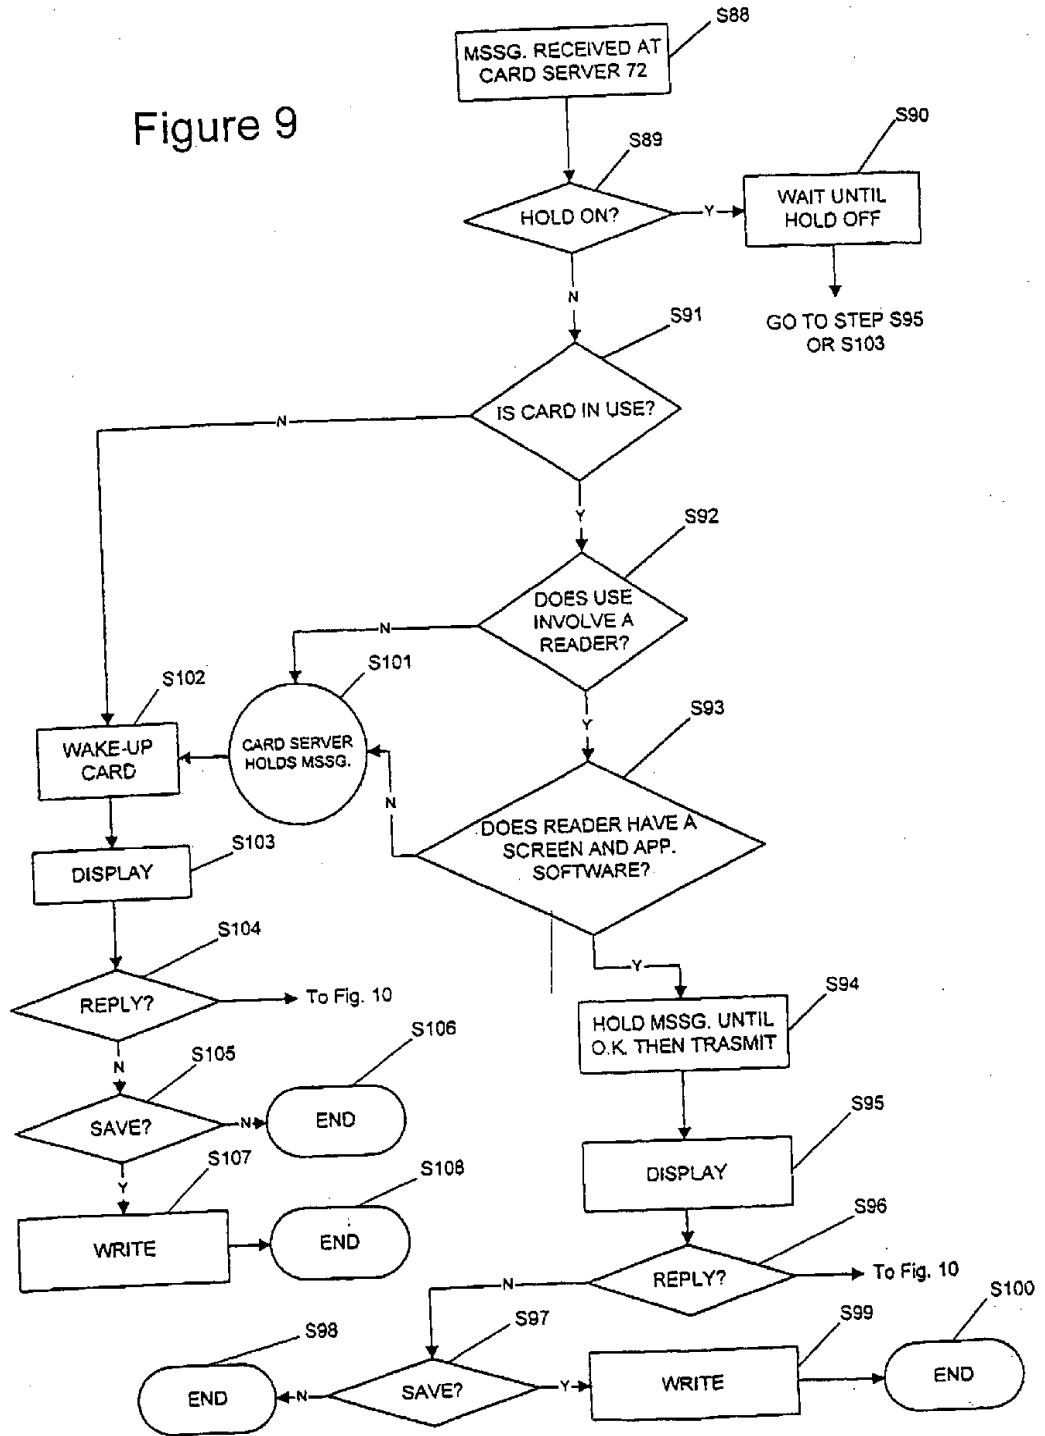 Figure 9
S88
MSSG. RECEIVED AT
CARD SERVER 72
S89
HOLD ON?
Y
S90
WAIT UNTIL
HOLD OFF
GO TO STEP S95
OR S103
N
S91
IS CARD IN USE?
N
Y
S92
DOES USE
INVOLVE A
READER?
N
S101
CARD SERVER
HOLDS MSSG.
S102
WAKE-UP
CARD
Y
S93
DOES READER HAVE A
SCREEN AND APP.
SOFTWARE?
N
S103
DISPLAY
S104
REPLY?
To Fig. 10
Y
S94
HOLD MSSG. UNTIL
O.K. THEN TRASMIT
N
S105
SAVE?
N
S106
END
S95
DISPLAY
Y
S107
WRITE
S108
END
S96
REPLY?
To Fig. 10
N
S97
SAVE?
N
S98
END
Y
S99
WRITE
S100
END